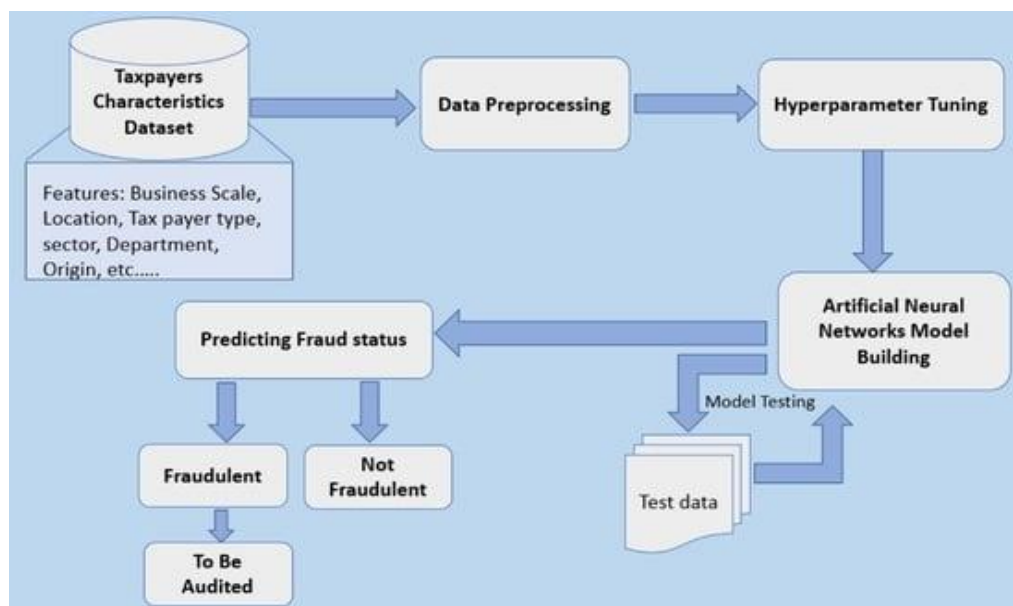 Taxpayers
Characteristics
Dataset
Data Preprocessing
Hyperparameter Tuning
Features: Business Scale,
Location, Tax payer type,
sector, Department,
Origin, etc.....
Artificial Neural
Networks Model
Building
Predicting Fraud status
Model Testing
Fraudulent
Not
Fraudulent
Test data
To Be
Audited